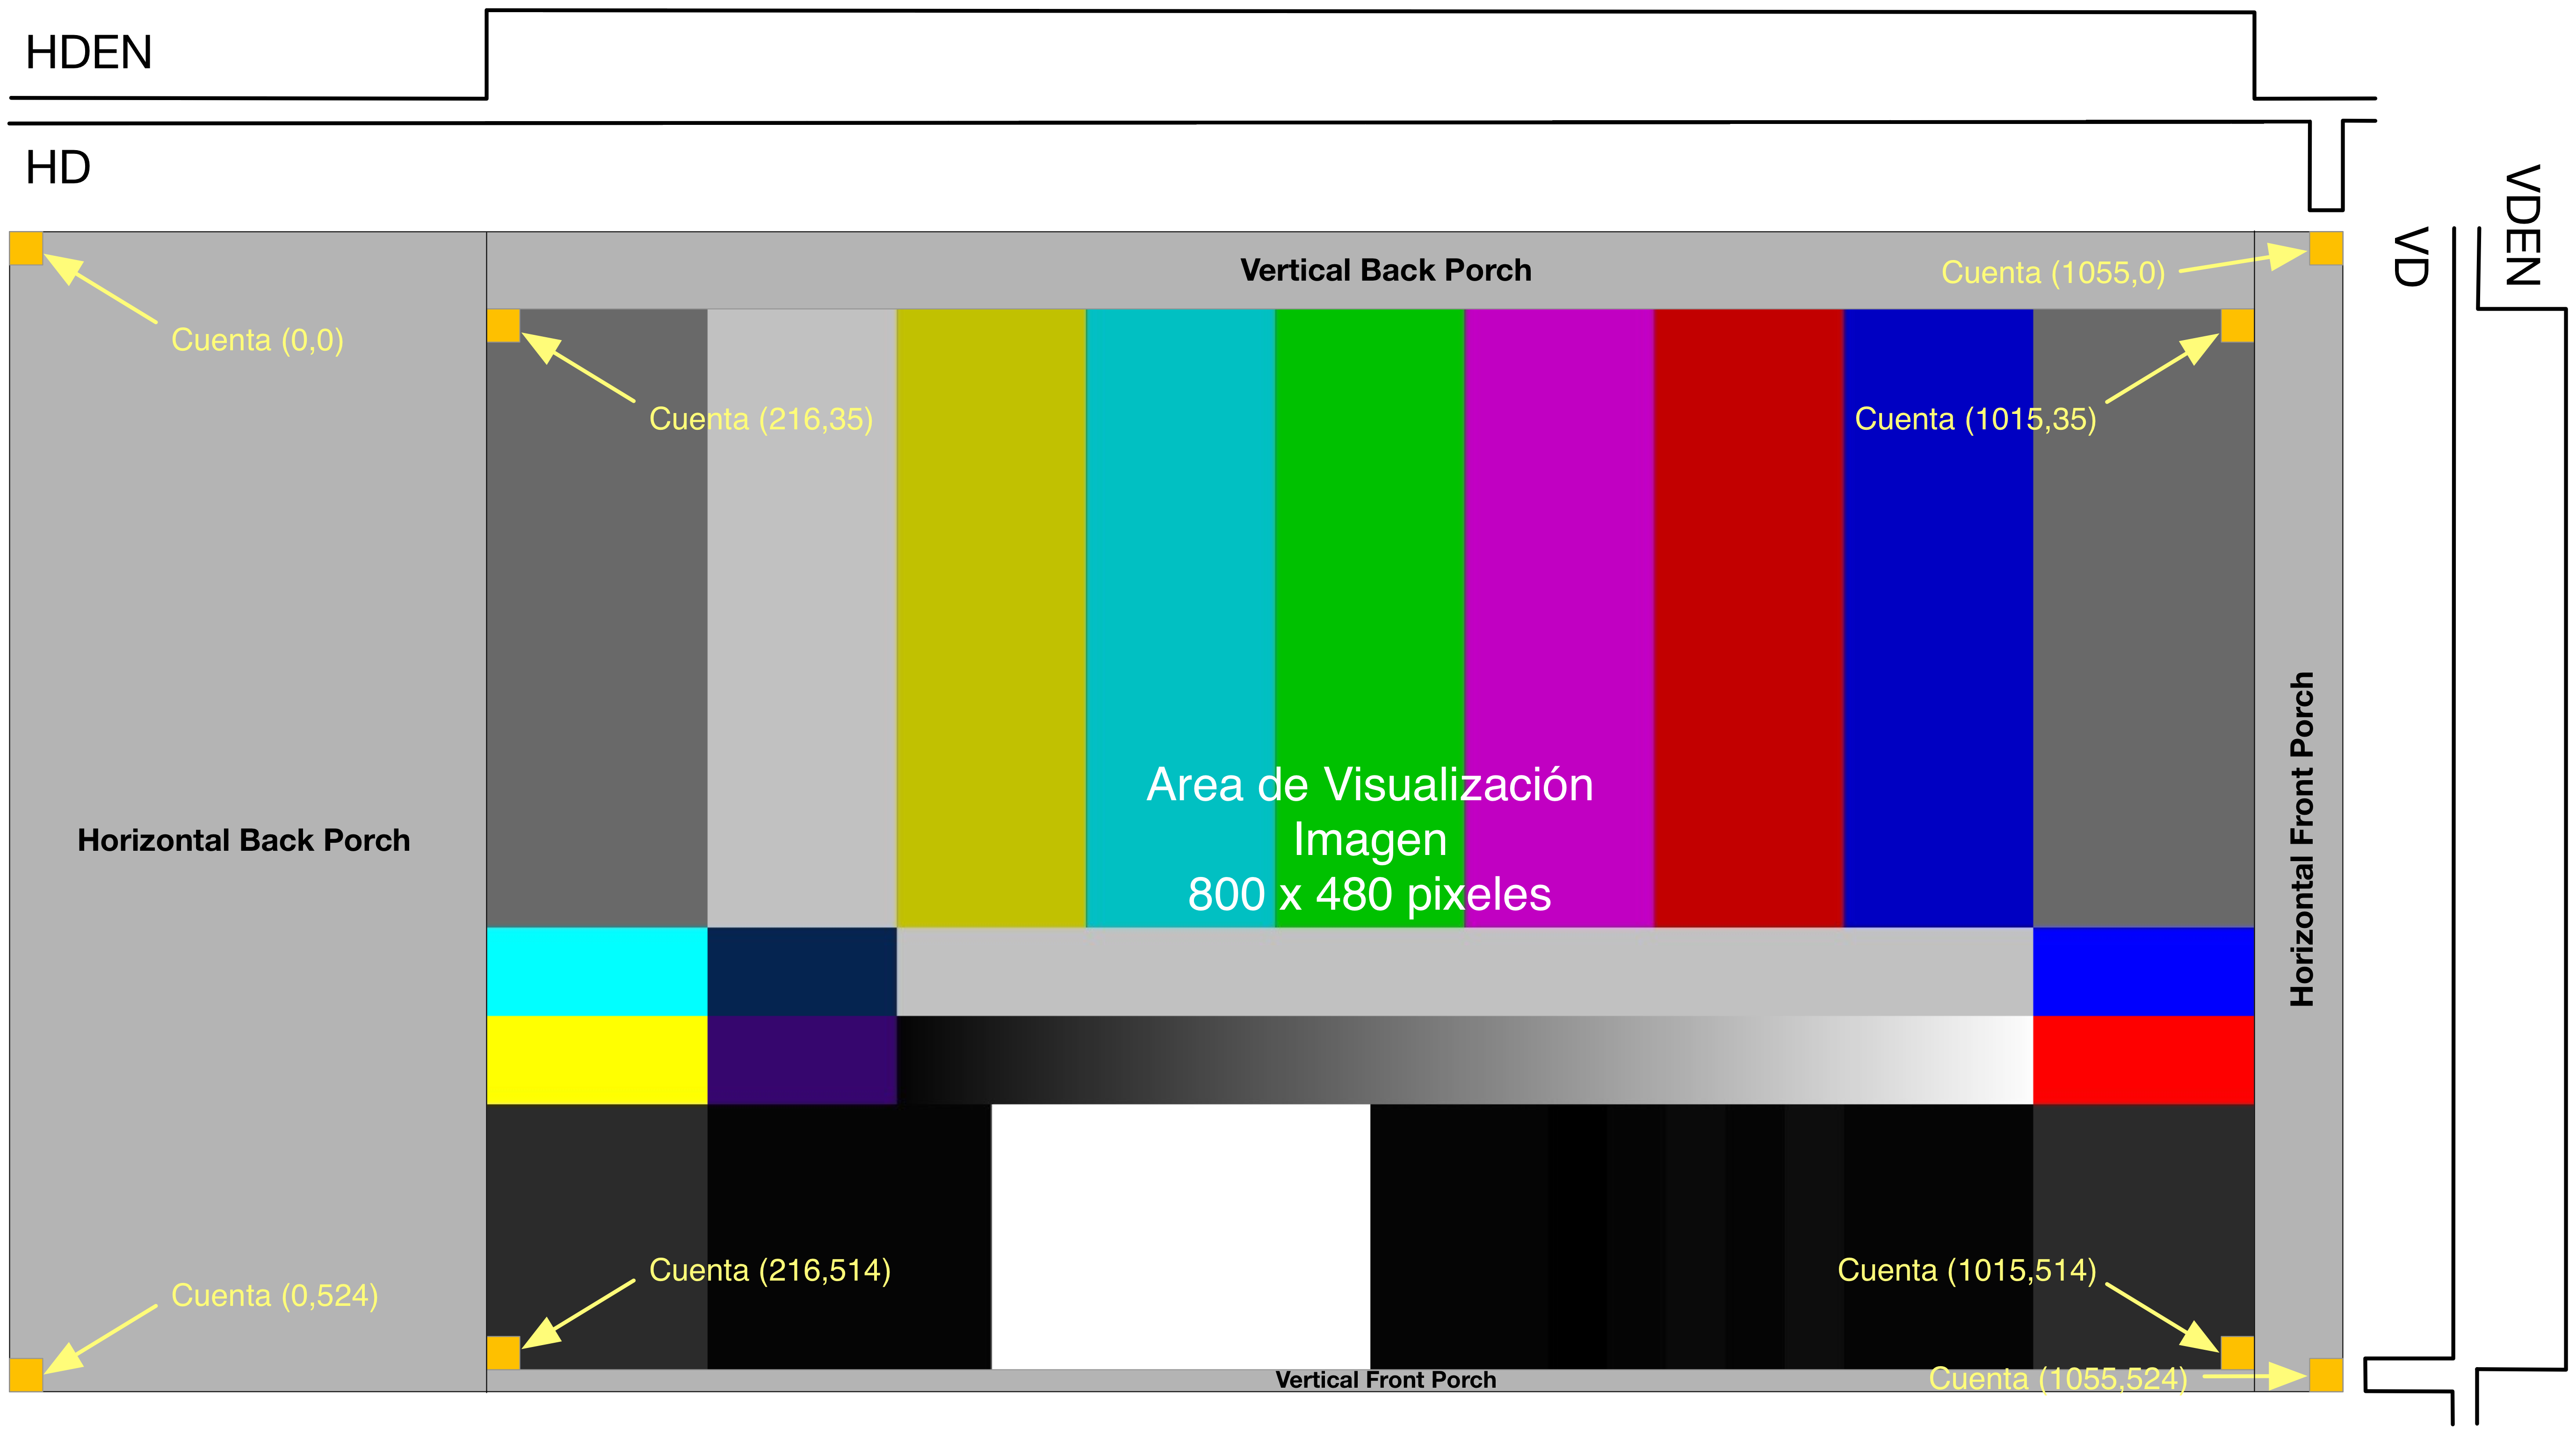 HDEN
HD
VDEN
VD
Vertical Back Porch
Cuenta (1055,0)
Cuenta (0,0)
Cuenta (216,35)
Cuenta (1015,35)
Area de Visualización
Imagen
800 x 480 pixeles
Horizontal Back Porch
Horizontal Front Porch
Cuenta (216,514)
Cuenta (1015,514)
Cuenta (0,524)
Vertical Front Porch
Cuenta (1055,524)